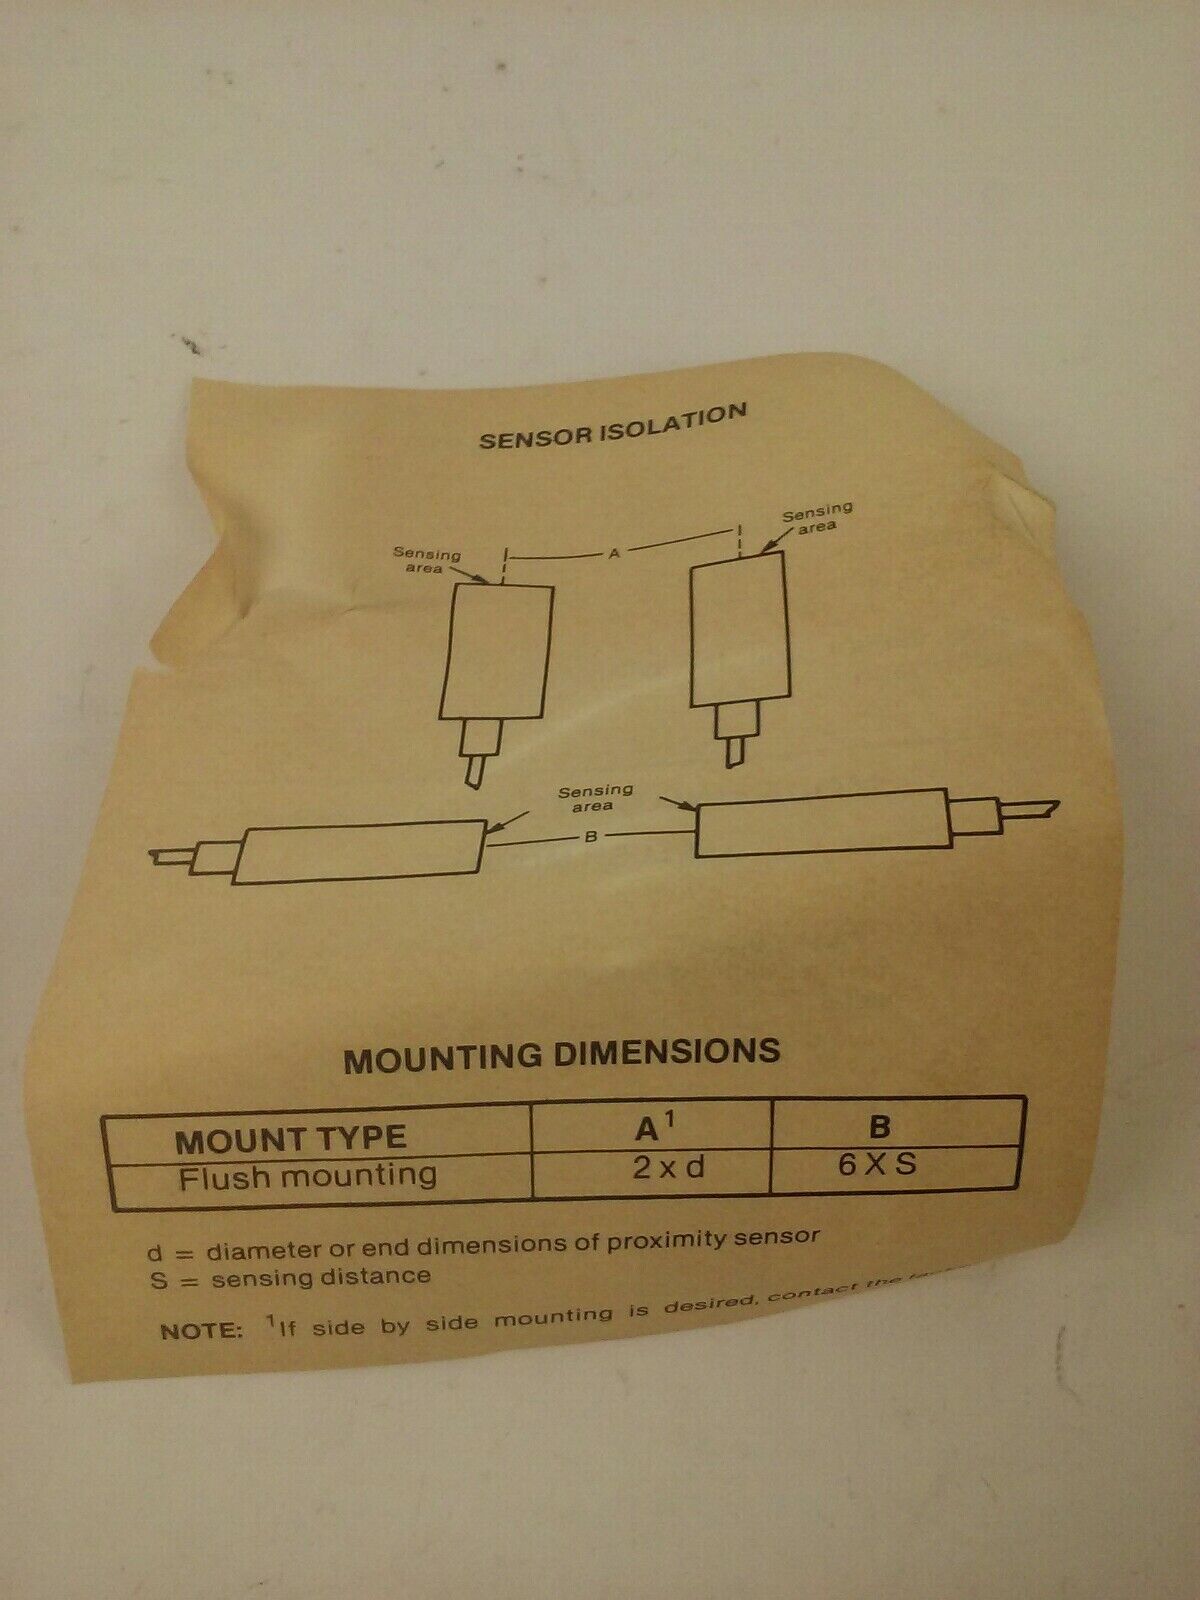 SENSOR ISOLATION
Sensing
area
A
Sensing
area
Sensing
area
B
MOUNTING DIMENSIONS
MOUNT TYPE A¹ B
Flush mounting 2 x d 6 X S
d = diameter or end dimensions of proximity sensor
S = sensing distance
NOTE: ¹If side by side mounting is desired, contact the